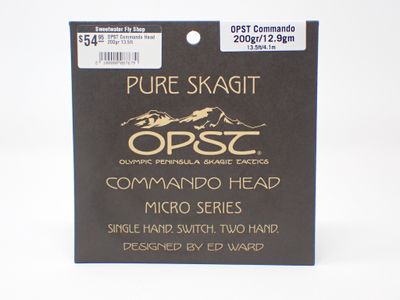 Sweetwater Fly Shop
$54.95
OPST Commando Head
200gr 13.5ft
OPST Commando
200gr/12.9gm
13.5ft/4.1m
PURE SKAGIT
OPST®
OLYMPIC PENINSULA SKAGIT TACTICS
COMMANDO HEAD
MICRO SERIES
SINGLE HAND. SWITCH. TWO HAND.
DESIGNED BY ED WARD